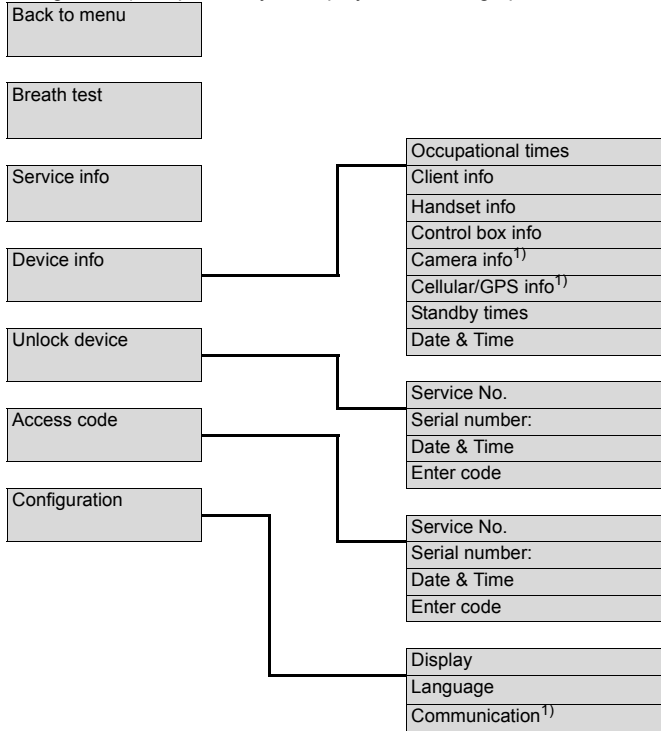 Back to menu
Breath test
Service info
Device info
Unlock device
Access code
Configuration
Occupational times
Client info
Handset info
Control box info
Camera info1)
Cellular/GPS info1)
Standby times
Date & Time
Service No.
Serial number:
Date & Time
Enter code
Service No.
Serial number:
Date & Time
Enter code
Display
Language
Communication1)